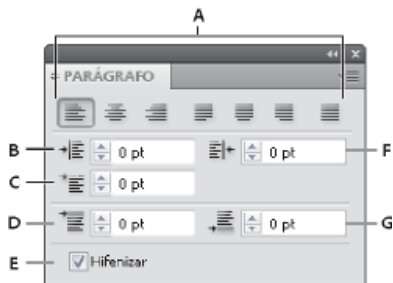 A
PARÁGRAFO
B 0 pt 0 pt F
C 0 pt
D 0 pt 0 pt G
E Hifenizar